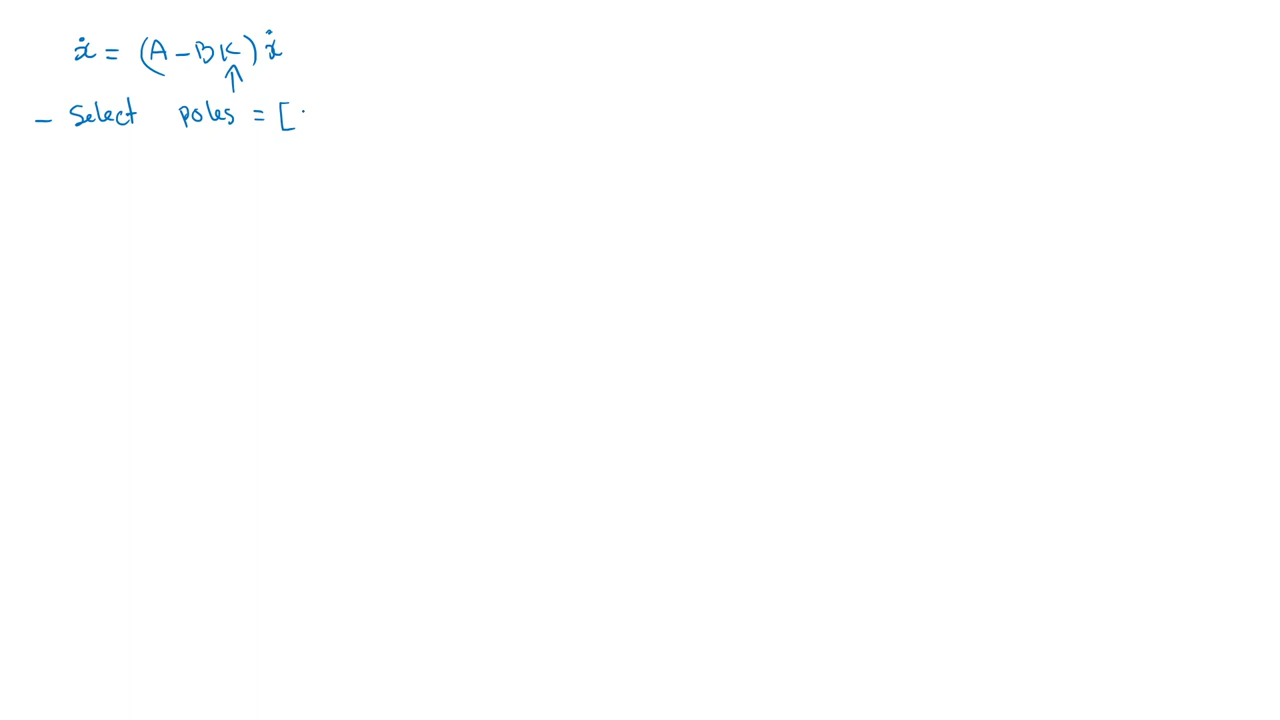 ẋ = (A - BK) ẋ
↑
- Select poles = [ ·